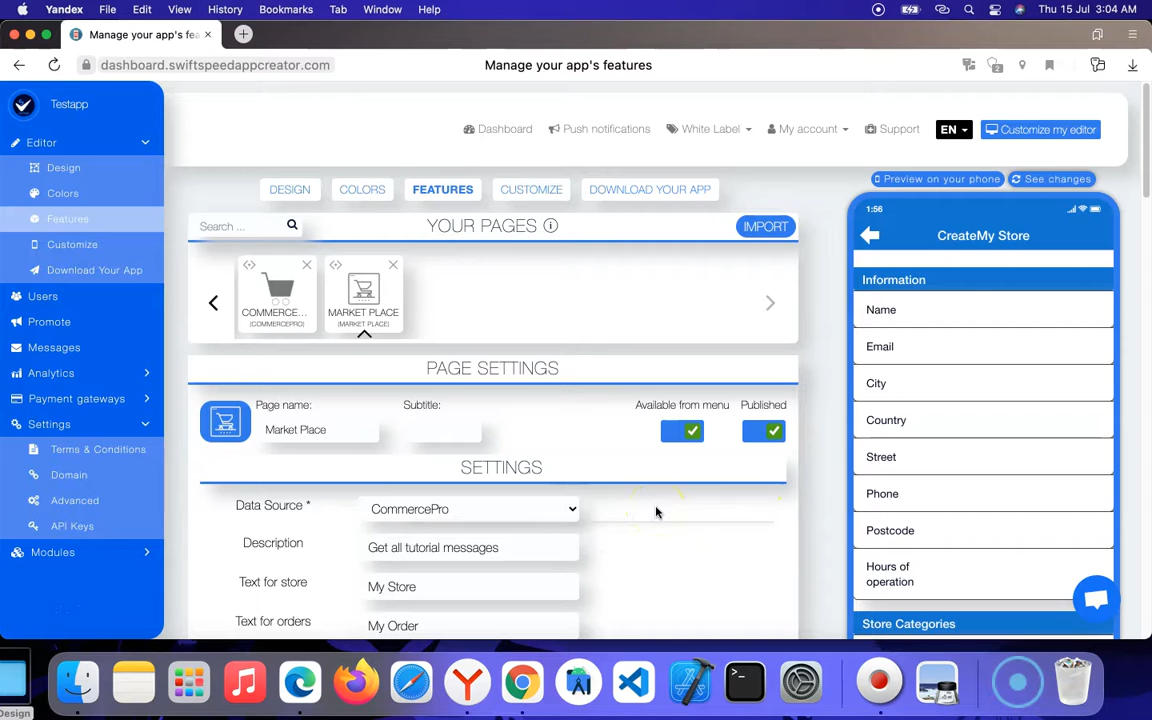 Yandex File Edit View History Bookmarks Tab Window Help Thu 15 Jul 3:04 AM
Manage your app's fea
dashboard.swiftspeedappcreator.com Manage your app's features
2
Testapp
Editor
Design
Colors
Features
Customize
Download Your App
Users
Promote
Messages
Analytics
Payment gateways
Settings
Terms & Conditions
Domain
Advanced
API Keys
Modules
Dashboard Push notifications White Label My account Support EN Customize my editor
DESIGN COLORS FEATURES CUSTOMIZE DOWNLOAD YOUR APP
Search ... YOUR PAGES IMPORT
COMMERCE... MARKET PLACE
(COMMERCEPRO) (MARKET PLACE)
PAGE SETTINGS
Page name: Subtitle: Available from menu Published
Market Place
SETTINGS
Data Source * CommercePro
Description Get all tutorial messages
Text for store My Store
Text for orders My Order
Preview on your phone See changes
1:56
CreateMy Store
Information
Name
Email
City
Country
Street
Phone
Postcode
Hours of
operation
Store Categories
Design